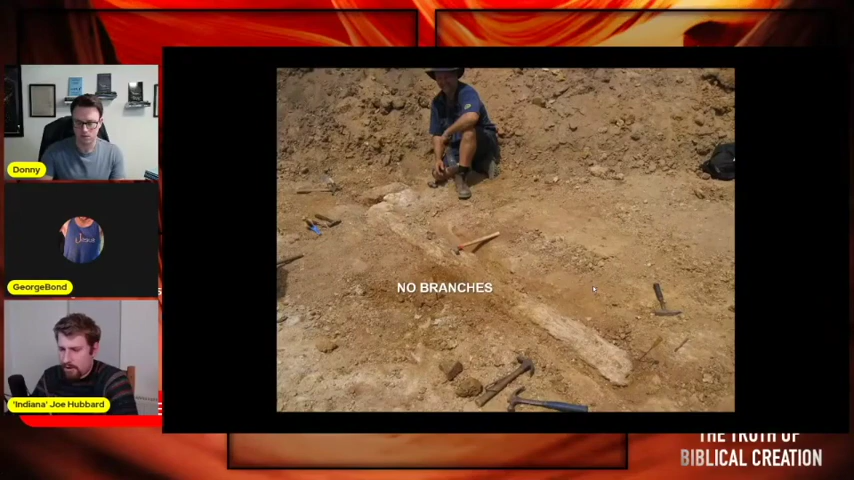 Donny
GeorgeBond
'Indiana' Joe Hubbard
NO BRANCHES
THE TRUTH OF
BIBLICAL CREATION